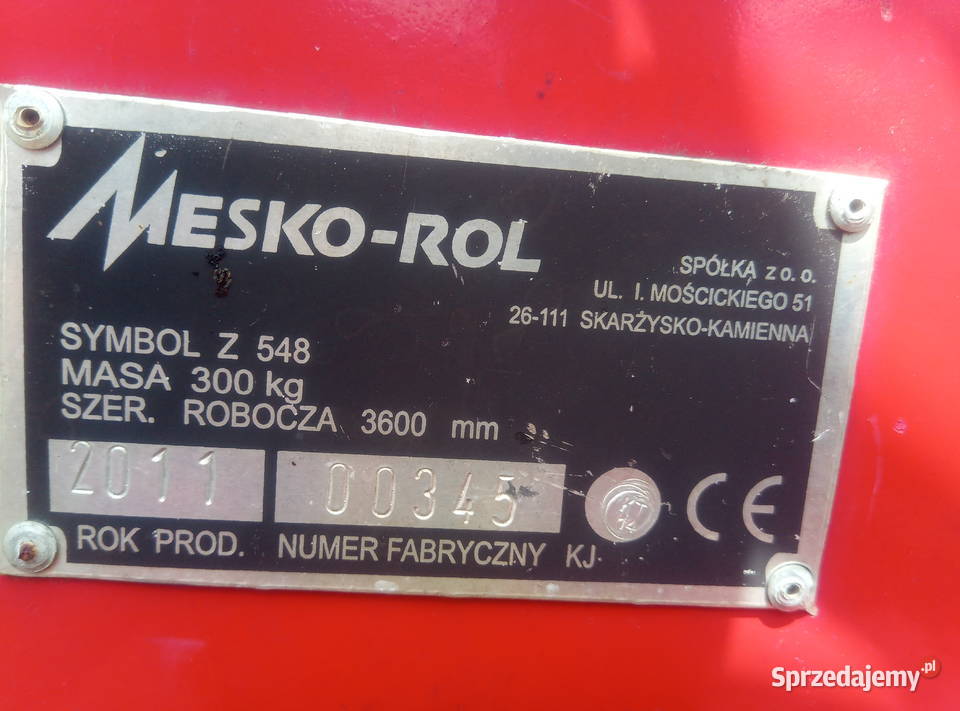 MESKO-ROL
SPÓŁKA z o. o.
UL. I. MOŚCICKIEGO 51
26-111 SKARŻYSKO-KAMIENNA
SYMBOL Z 548
MASA 300 kg
SZER. ROBOCZA 3600 mm
2011 00345
ROK PROD. NUMER FABRYCZNY KJ
CE
Sprzedajemy.pl